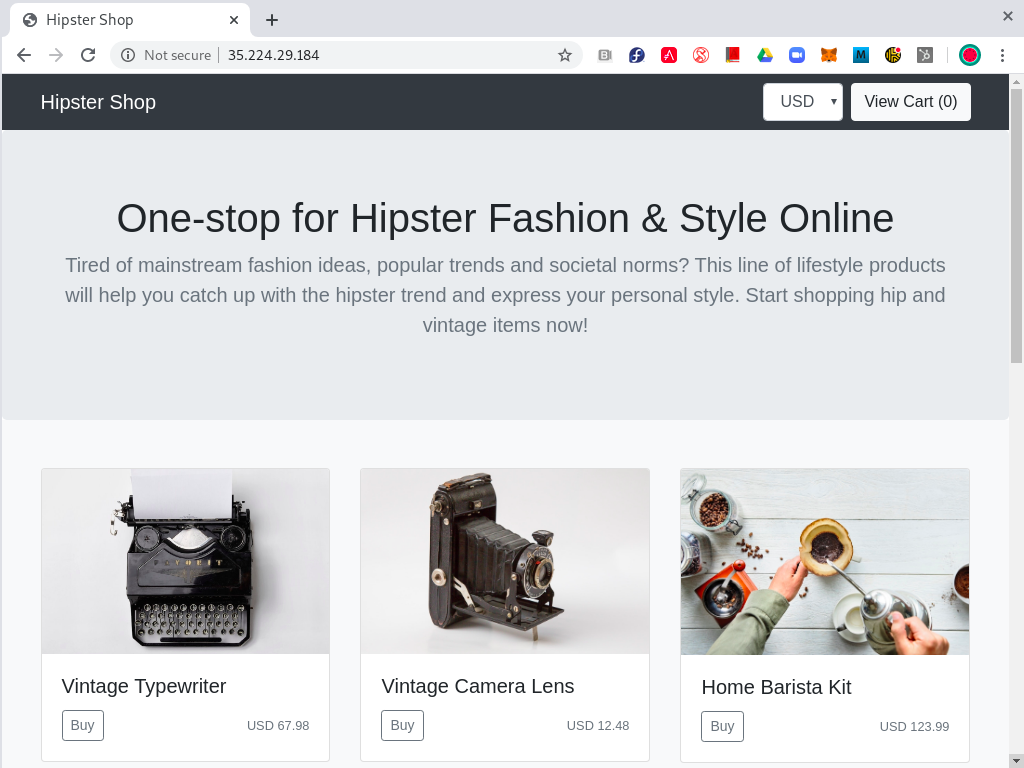 Hipster Shop
Not secure
35.224.29.184
Hipster Shop
USD
View Cart (0)
One-stop for Hipster Fashion & Style Online
Tired of mainstream fashion ideas, popular trends and societal norms? This line of lifestyle products
will help you catch up with the hipster trend and express your personal style. Start shopping hip and
vintage items now!
Vintage Typewriter
Buy
USD 67.98
Vintage Camera Lens
Buy
USD 12.48
Home Barista Kit
Buy
USD 123.99